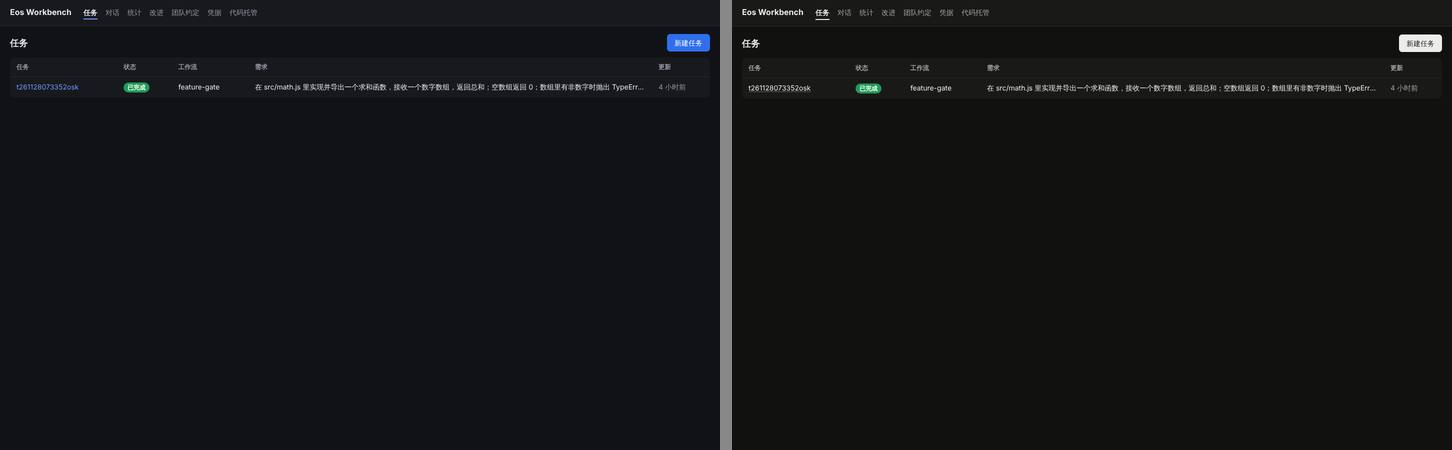 Eos Workbench 任务 对话 统计 改进 团队约定 凭据 代码托管
任务 新建任务
任务 状态 工作流 需求 更新
t261128073352osk 已完成 feature-gate 在 src/math.js 里实现并导出一个求和函数，接收一个数字数组，返回总和；空数组返回 0；数组里有非数字时抛出 TypeErr... 4 小时前
Eos Workbench 任务 对话 统计 改进 团队约定 凭据 代码托管
任务 新建任务
任务 状态 工作流 需求 更新
t261128073352osk 已完成 feature-gate 在 src/math.js 里实现并导出一个求和函数，接收一个数字数组，返回总和；空数组返回 0；数组里有非数字时抛出 TypeErr... 4 小时前